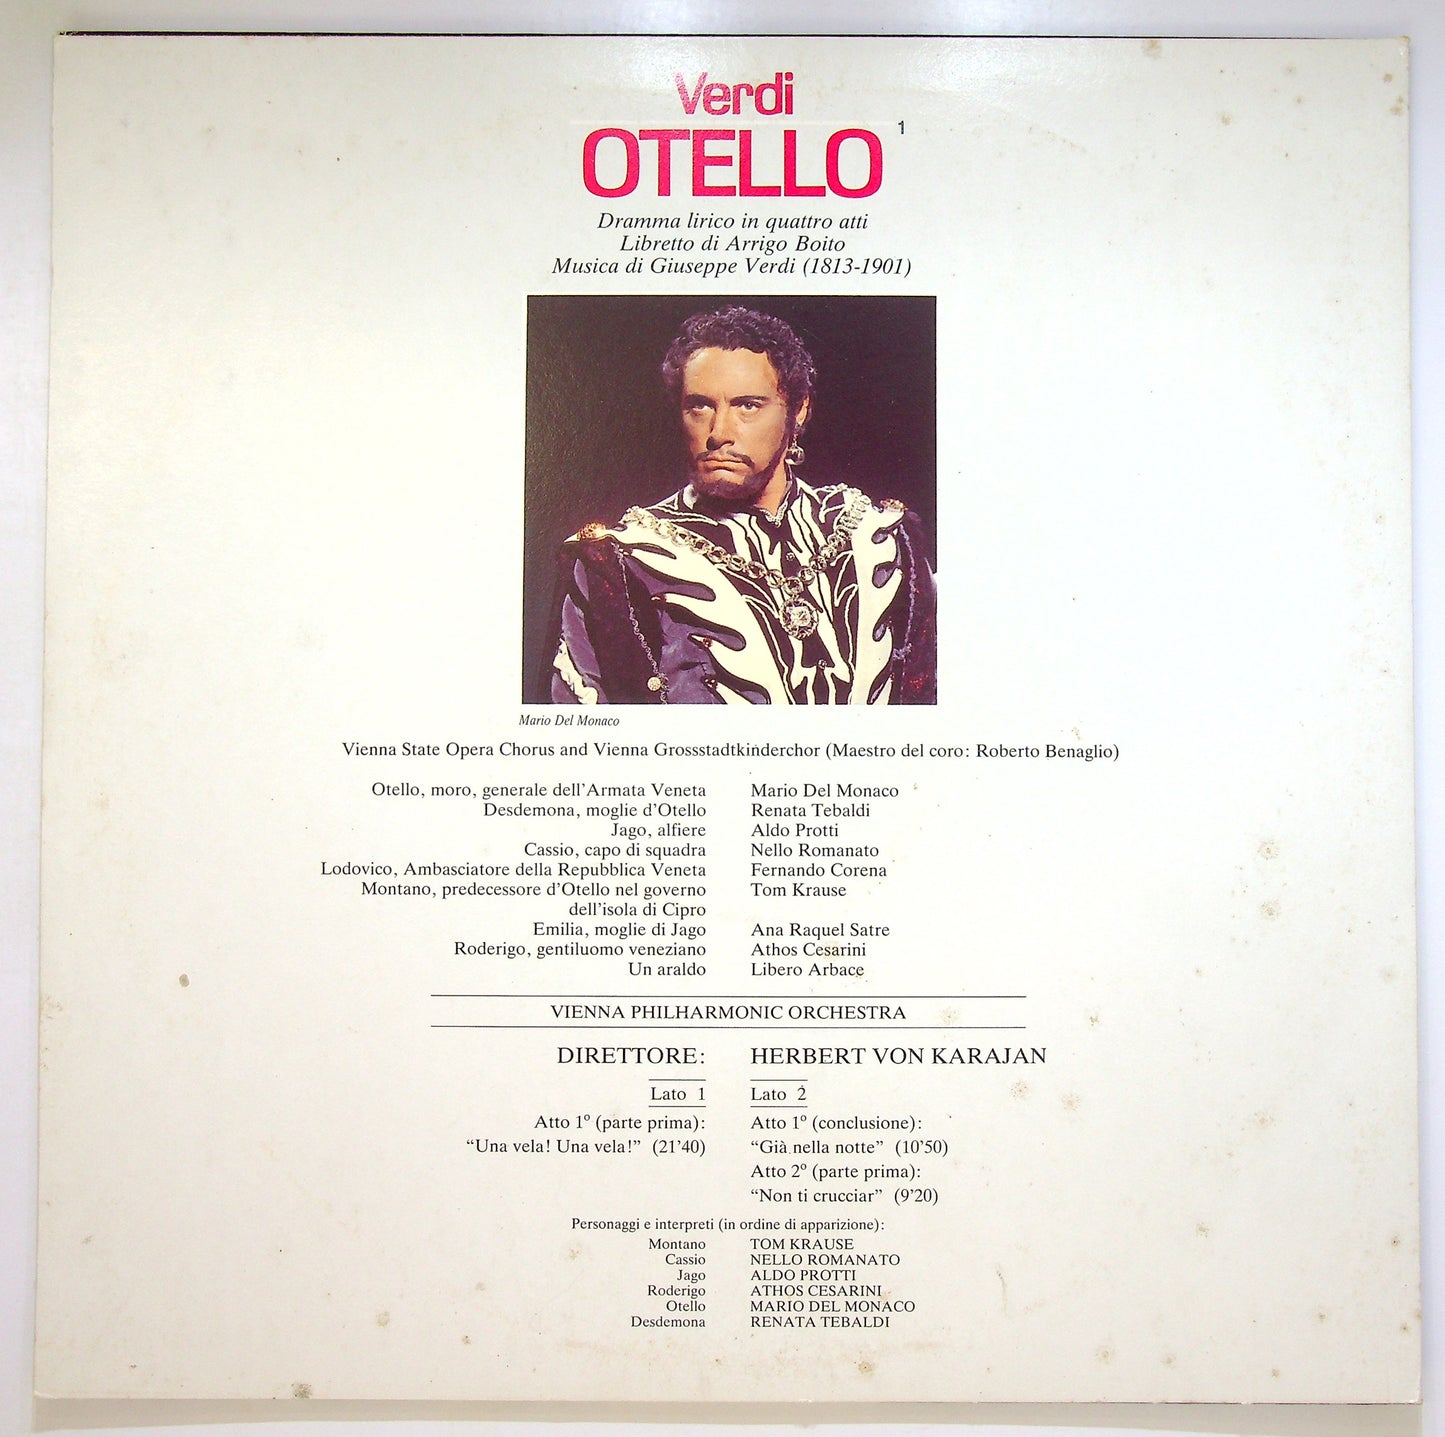 Verdi
OTELLO 1
Dramma lirico in quattro atti
Libretto di Arrigo Boito
Musica di Giuseppe Verdi (1813-1901)
Mario Del Monaco
Vienna State Opera Chorus and Vienna Grossstadtkinderchor (Maestro del coro: Roberto Benaglio)
Otello, moro, generale dell'Armata Veneta Mario Del Monaco
Desdemona, moglie d'Otello Renata Tebaldi
Jago, alfiere Aldo Protti
Cassio, capo di squadra Nello Romanato
Lodovico, Ambasciatore della Repubblica Veneta Fernando Corena
Montano, predecessore d'Otello nel governo Tom Krause
dell'isola di Cipro
Emilia, moglie di Jago Ana Raquel Satre
Roderigo, gentiluomo veneziano Athos Cesarini
Un araldo Libero Arbace
VIENNA PHILHARMONIC ORCHESTRA
DIRETTORE: HERBERT VON KARAJAN
Lato 1 Lato 2
Atto 1º (parte prima): Atto 1º (conclusione):
“Una vela! Una vela!” (21'40) “Già nella notte” (10'50)
Atto 2º (parte prima):
“Non ti crucciar” (9'20)
Personaggi e interpreti (in ordine di apparizione):
Montano TOM KRAUSE
Cassio NELLO ROMANATO
Jago ALDO PROTTI
Roderigo ATHOS CESARINI
Otello MARIO DEL MONACO
Desdemona RENATA TEBALDI